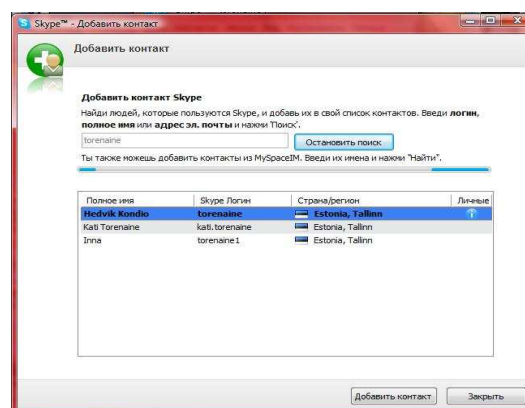 Skype™ - Добавить контакт
Добавить контакт
Добавить контакт Skype
Найди людей, которые пользуются Skype, и добавь их в свой список контактов. Введи логин,
полное имя или адрес эл. почты и нажми 'Поиск'.
torenaine
Остановить поиск
Ты также можешь добавить контакты из MySpaceIM. Введи их имена и нажми "Найти".
Полное имя Skype Логин Страна/регион Личные
Hedvik Kondio torenaine Estonia, Tallinn
Kati Torenaine kati.torenaine Estonia, Tallinn
Inna torenaine1 Estonia, Tallinn
Добавить контакт Закрыть